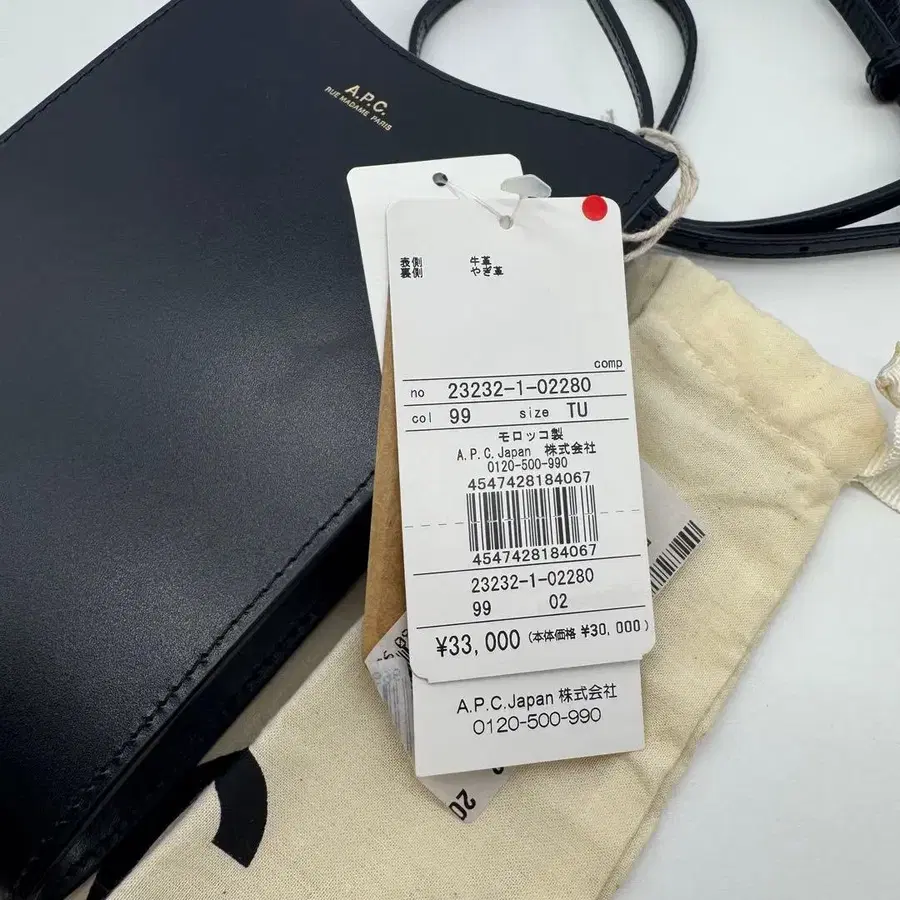 A.P.C.
RUE MADAME PARIS
表側 牛革
裏側 やぎ革
comp
no 23232-1-02280
col 99 size TU
モロッコ製
A.P.C.Japan 株式会社
0120-500-990
4547428184067
4547428184067
23232-1-02280
99 02
¥33,000 (本体価格 ¥30,000)
A.P.C.Japan 株式会社
0120-500-990
20